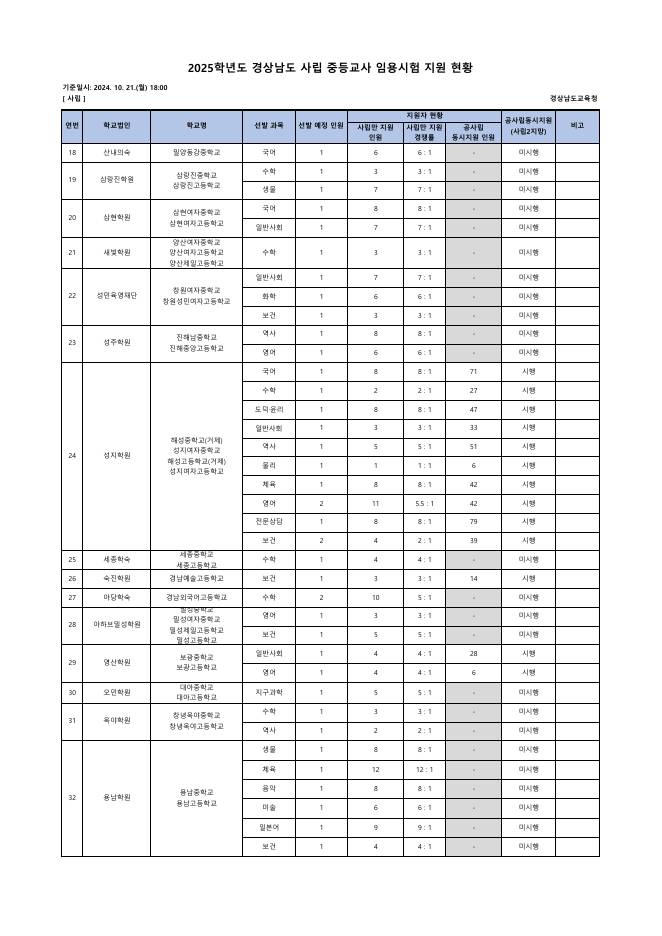 2025학년도 경상남도 사립 중등교사 임용시험 지원 현황
기준일시: 2024. 10. 21.(월) 18:00
[ 사립 ] 경상남도교육청
연번 학교법인 학교명 선발 과목 선발 예정 인원 지원자 현황 공사립동시지원 (사립2지망) 비고
사립만 지원 인원 사립만 지원 경쟁률 공사립 동시지원 인원
18 산내의숙 밀양동강중학교 국어 1 6 6 : 1 - 미시행
19 삼랑진학원 삼랑진중학교 수학 1 3 3 : 1 - 미시행
삼랑진고등학교 생물 1 7 7 : 1 - 미시행
20 삼현학원 삼현여자중학교 국어 1 8 8 : 1 - 미시행
삼현여자고등학교 일반사회 1 7 7 : 1 - 미시행
양산여자중학교
21 새빛학원 양산여자고등학교 수학 1 3 3 : 1 - 미시행
양산제일고등학교
일반사회 1 7 7 : 1 - 미시행
22 성민육영재단 창원여자중학교 화학 1 6 6 : 1 - 미시행
창원성민여자고등학교
보건 1 3 3 : 1 - 미시행
23 성주학원 진해남중학교 역사 1 8 8 : 1 - 미시행
진해중앙고등학교 영어 1 6 6 : 1 - 미시행
국어 1 8 8 : 1 71 시행
수학 1 2 2 : 1 27 시행
도덕·윤리 1 8 8 : 1 47 시행
일반사회 1 3 3 : 1 33 시행
해성중학교(거제)
24 성지학원 성지여자중학교 역사 1 5 5 : 1 51 시행
해성고등학교(거제) 물리 1 1 1 : 1 6 시행
성지여자고등학교
체육 1 8 8 : 1 42 시행
영어 2 11 5.5 : 1 42 시행
전문상담 1 8 8 : 1 79 시행
보건 2 4 2 : 1 39 시행
세종중학교
25 세종학숙 수학 1 4 4 : 1 - 미시행
세종고등학교
26 숙진학원 경남예술고등학교 보건 1 3 3 : 1 14 시행
27 아당학숙 경남외국어고등학교 수학 2 10 5 : 1 - 미시행
밀성중학교
28 아하브밀성학원 밀성여자중학교 영어 1 3 3 : 1 - 미시행
밀성제일고등학교 보건 1 5 5 : 1 - 미시행
밀성고등학교
29 영산학원 보광중학교 일반사회 1 4 4 : 1 28 시행
보광고등학교 영어 1 4 4 : 1 6 시행
대아중학교
30 오민학원 지구과학 1 5 5 : 1 - 미시행
대아고등학교
31 옥야학원 창녕옥야중학교 수학 1 3 3 : 1 - 미시행
창녕옥야고등학교 역사 1 2 2 : 1 - 미시행
생물 1 8 8 : 1 - 미시행
체육 1 12 12 : 1 - 미시행
32 용남학원 용남중학교 음악 1 8 8 : 1 - 미시행
용남고등학교 미술 1 6 6 : 1 - 미시행
일본어 1 9 9 : 1 - 미시행
보건 1 4 4 : 1 - 미시행